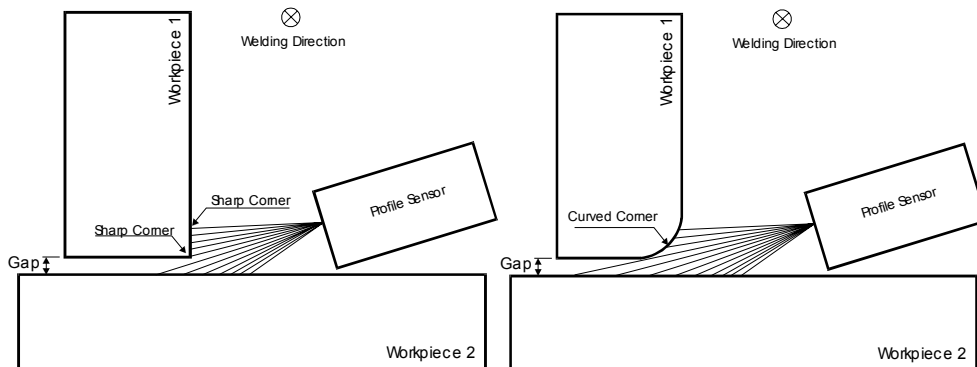 Welding Direction
Workpiece 1
Sharp Corner
Sharp Corner
Profile Sensor
Gap
Workpiece 2
Welding Direction
Workpiece 1
Curved Corner
Profile Sensor
Gap
Workpiece 2